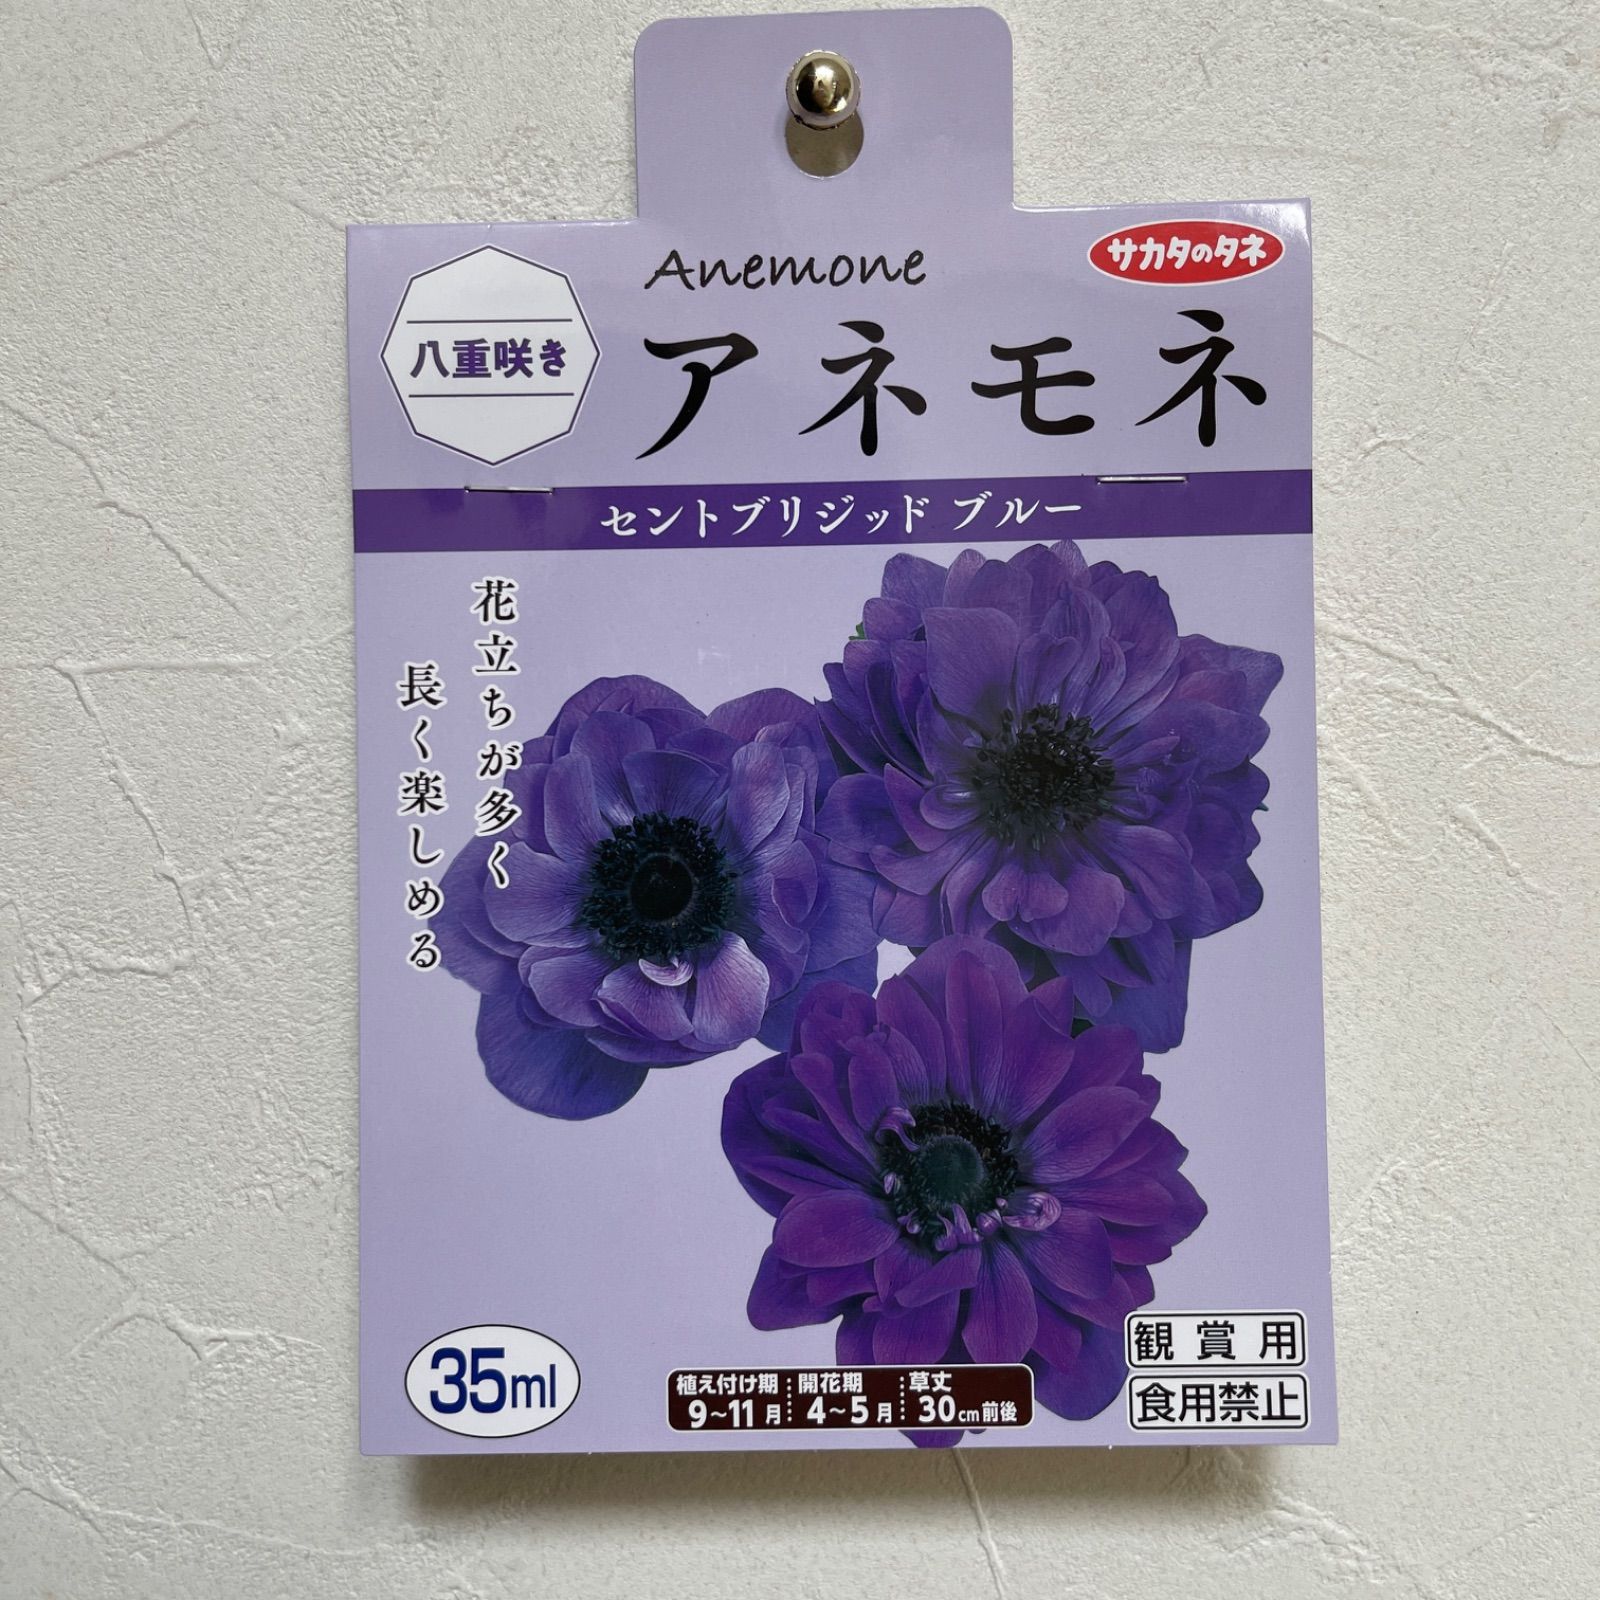 Anemone
サカタのタネ
八重咲き
アネモネ
セントブリジッド ブルー
花立ちが多く
長く楽しめる
35ml
植え付け期 9~11月
開花期 4~5月
草丈 30cm前後
観賞用
食用禁止